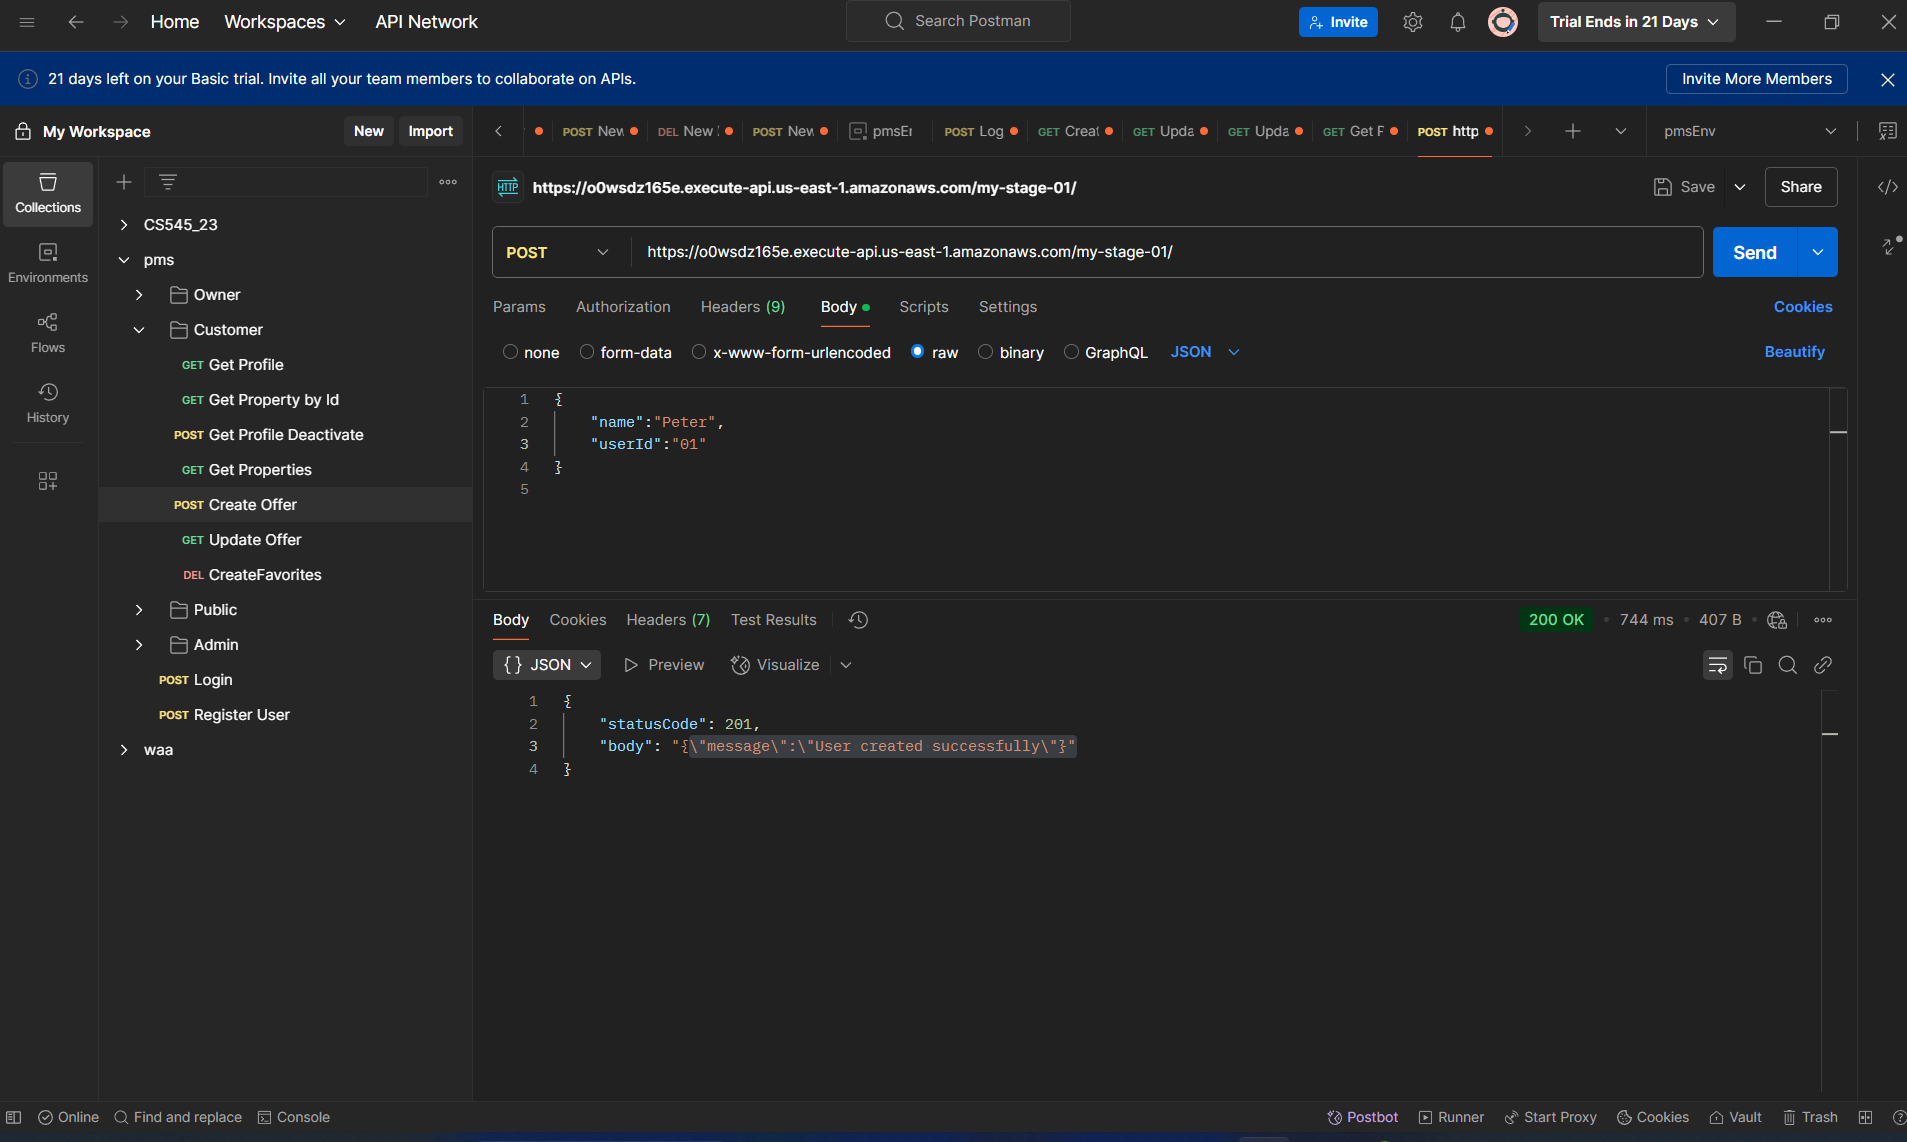 Home Workspaces API Network Search Postman Invite Trial Ends in 21 Days
21 days left on your Basic trial. Invite all your team members to collaborate on APIs. Invite More Members
My Workspace New Import
POST New DEL New POST New pmsEr POST Log GET Creat GET Upda GET Upda GET Get P POST http pmsEnv
Collections
Environments
Flows
History
CS545_23
pms
Owner
Customer
GET Get Profile
GET Get Property by Id
POST Get Profile Deactivate
GET Get Properties
POST Create Offer
GET Update Offer
DEL CreateFavorites
Public
Admin
POST Login
POST Register User
waa
HTTP https://o0wsdz165e.execute-api.us-east-1.amazonaws.com/my-stage-01/ Save Share
POST https://o0wsdz165e.execute-api.us-east-1.amazonaws.com/my-stage-01/ Send
Params Authorization Headers (9) Body Scripts Settings Cookies
none form-data x-www-form-urlencoded raw binary GraphQL JSON Beautify
1 {
2 "name":"Peter",
3 "userId":"01"
4 }
5
Body Cookies Headers (7) Test Results 200 OK 744 ms 407 B
{} JSON Preview Visualize
1 {
2 "statusCode": 201,
3 "body": "{\"message\":\"User created successfully\"}"
4 }
Online Find and replace Console Postbot Runner Start Proxy Cookies Vault Trash